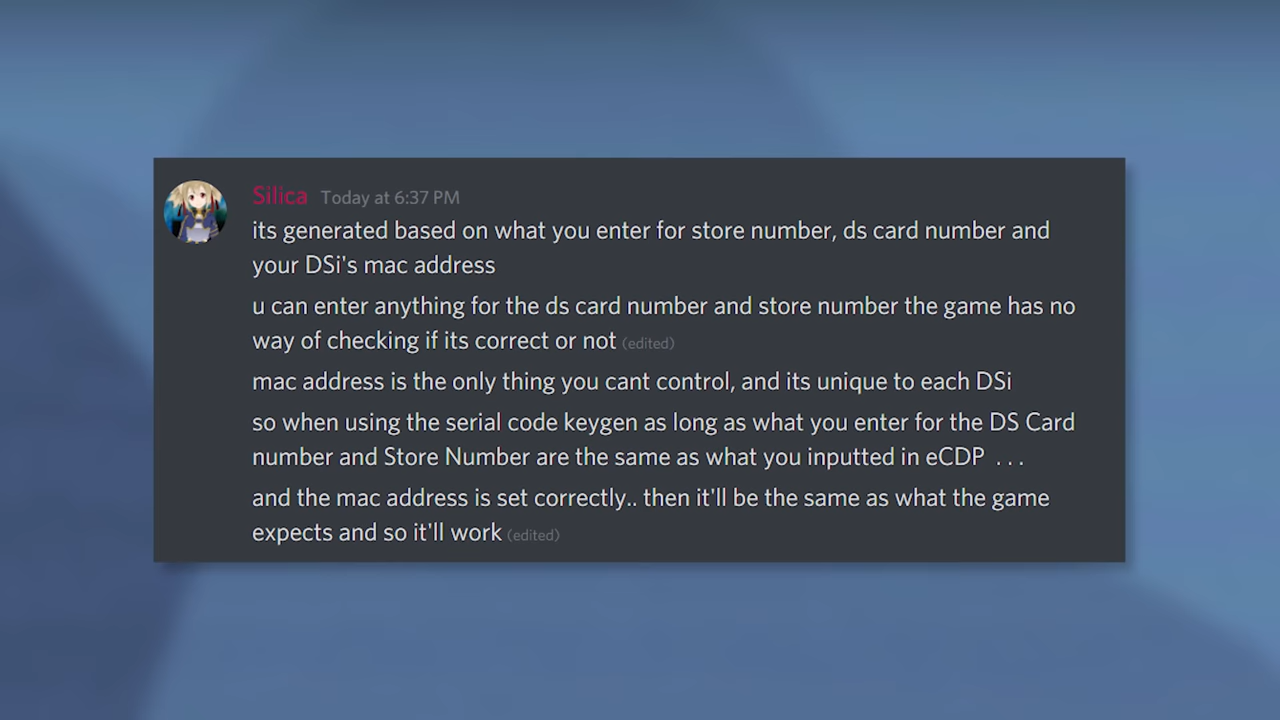 Silica Today at 6:37 PM
its generated based on what you enter for store number, ds card number and
your DSi's mac address
u can enter anything for the ds card number and store number the game has no
way of checking if its correct or not (edited)
mac address is the only thing you cant control, and its unique to each DSi
so when using the serial code keygen as long as what you enter for the DS Card
number and Store Number are the same as what you inputted in eCDP . . .
and the mac address is set correctly.. then it'll be the same as what the game
expects and so it'll work (edited)